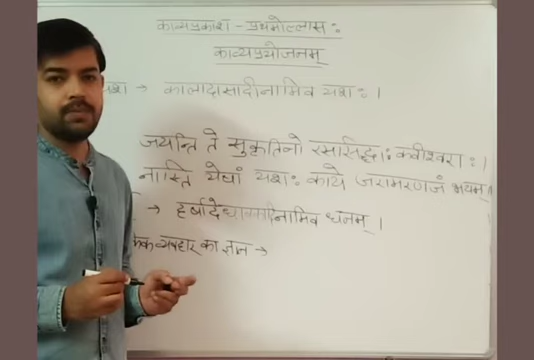 काव्यप्रकाश - प्रथमोल्लास:
काव्यप्रयोजनम्
यश → कालादासादीनामिव यश: ।
जयन्ति ते सुकृतिनो रससिद्धा: कवीश्वरा: ।
नास्ति येषां यश: काये जरामरणजं भयम् ॥
→ हर्षादेर्धावकादीनामिव धनम् ।
व्यवहार का ज्ञान →